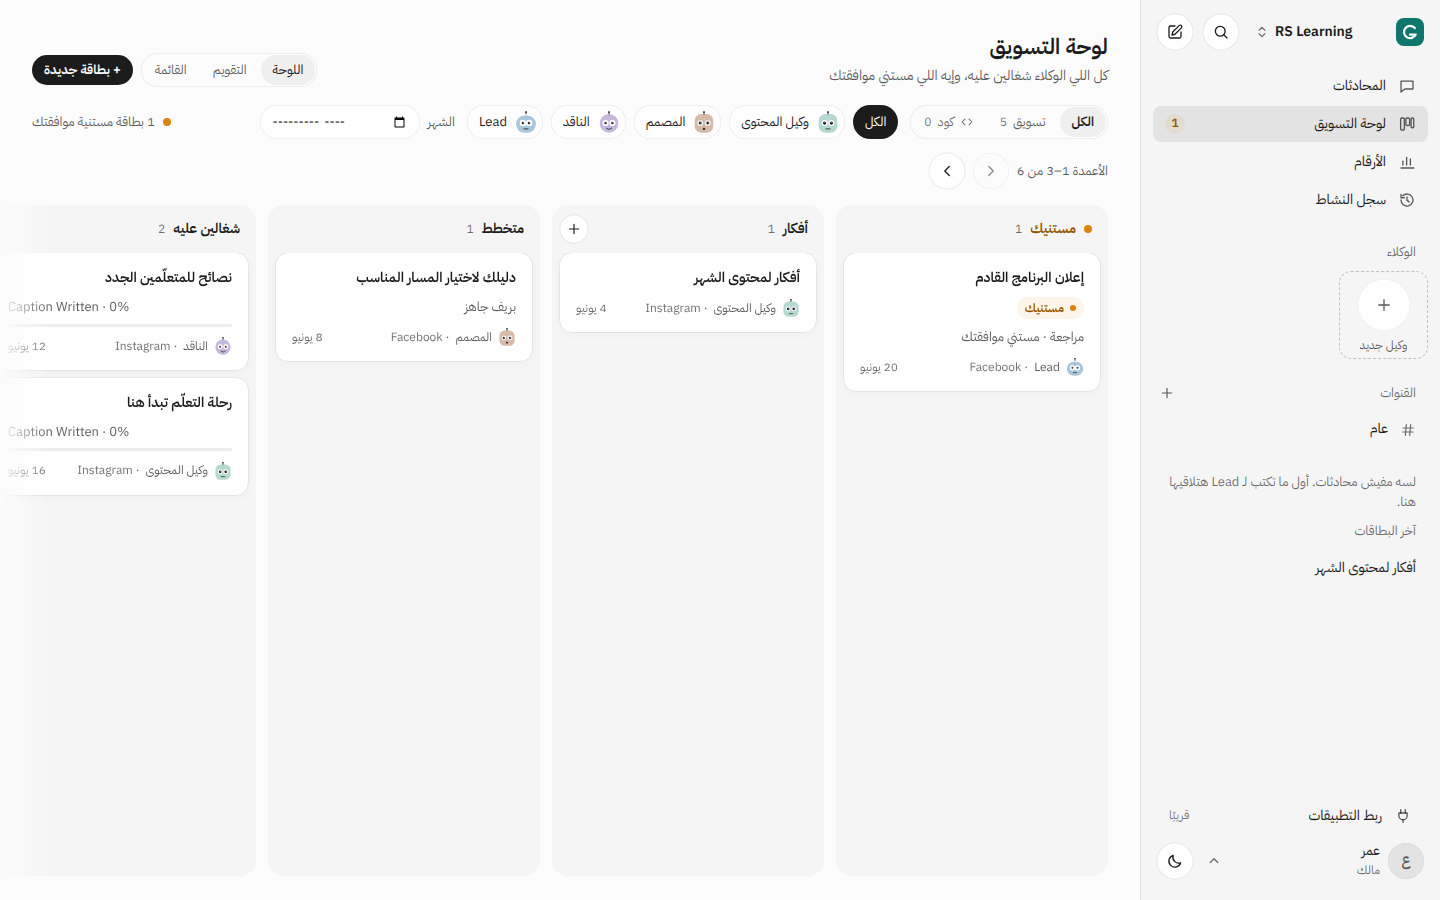 RS Learning
المحادثات
لوحة التسويق
1
الأرقام
سجل النشاط
الوكلاء
وكيل جديد
القنوات
عام
لسه مفيش محادثات. أول ما تكتب لـ Lead هتلاقيها
هنا.
آخر البطاقات
أفكار لمحتوى الشهر
ربط التطبيقات
قريبًا
ع
عمر
مالك
لوحة التسويق
كل اللي الوكلاء شغالين عليه، وإيه اللي مستني موافقتك
اللوحة
التقويم
القائمة
+ بطاقة جديدة
الكل
تسويق 5
كود 0
الكل
وكيل المحتوى
المصمم
الناقد
Lead
الشهر
--------- ----
1 بطاقة مستنية موافقتك
الأعمدة 1–3 من 6
مستنيك 1
إعلان البرنامج القادم
مستنيك
مراجعة · مستني موافقتك
Lead · Facebook
20 يونيو
أفكار 1
أفكار لمحتوى الشهر
وكيل المحتوى · Instagram
4 يونيو
متخطط 1
دليلك لاختيار المسار المناسب
بريف جاهز
المصمم · Facebook
8 يونيو
شغالين عليه 2
نصائح للمتعلّمين الجدد
Caption Written · 0%
الناقد · Instagram
12 يونيو
رحلة التعلّم تبدأ هنا
Caption Written · 0%
وكيل المحتوى · Instagram
16 يونيو